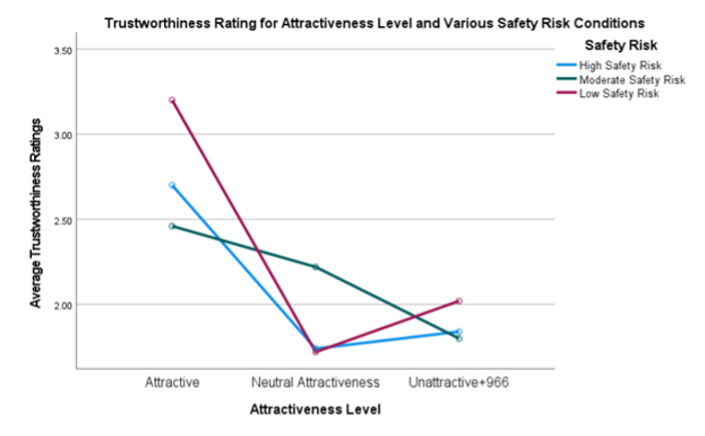 Trustworthiness Rating for Attractiveness Level and Various Safety Risk Conditions
Safety Risk
High Safety Risk
Moderate Safety Risk
Low Safety Risk
Average Trustworthiness Ratings
3.50
3.00
2.50
2.00
Attractive
Neutral Attractiveness
Unattractive+966
Attractiveness Level